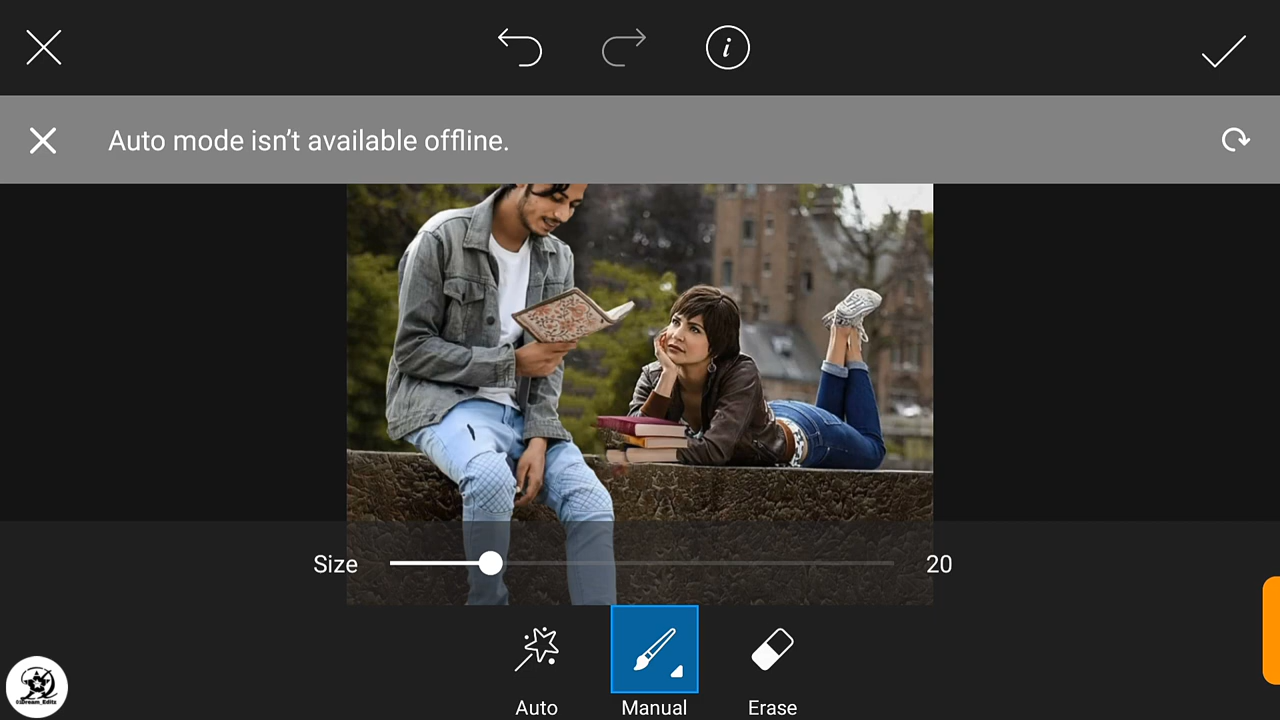 Auto mode isn’t available offline.
Size
20
Auto
Manual
Erase